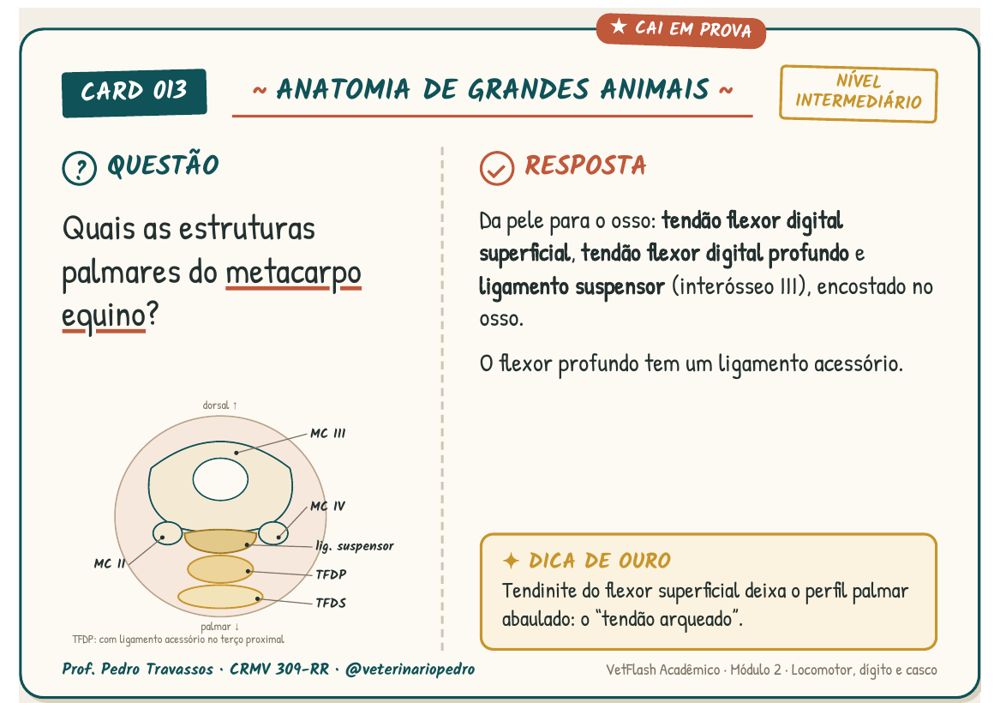 ★ CAI EM PROVA
CARD 013
~ ANATOMIA DE GRANDES ANIMAIS ~
NÍVEL
INTERMEDIÁRIO
? QUESTÃO
Quais as estruturas
palmares do metacarpo
equino?
dorsal ↑
MC III
MC IV
lig. suspensor
MC II
TFDP
TFDS
palmar ↓
TFDP: com ligamento acessório no terço proximal
RESPOSTA
Da pele para o osso: tendão flexor digital
superficial, tendão flexor digital profundo e
ligamento suspensor (interósseo III), encostado no
osso.
O flexor profundo tem um ligamento acessório.
✦ DICA DE OURO
Tendinite do flexor superficial deixa o perfil palmar
abaulado: o “tendão arqueado”.
Prof. Pedro Travassos · CRMV 309-RR · @veterinariopedro
VetFlash Acadêmico · Módulo 2 · Locomotor, dígito e casco